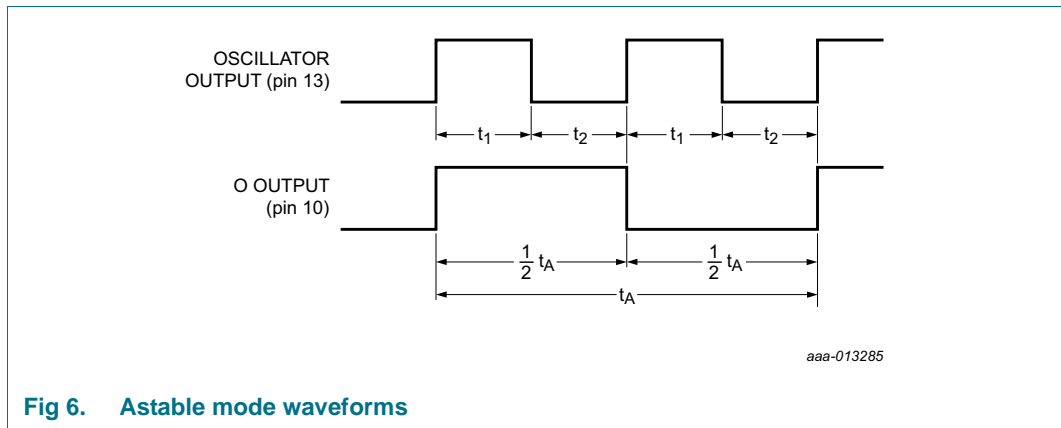 OSCILLATOR
OUTPUT (pin 13)
t1 t2 t1 t2
O OUTPUT
(pin 10)
1/2 tA 1/2 tA
tA
aaa-013285
Fig 6. Astable mode waveforms